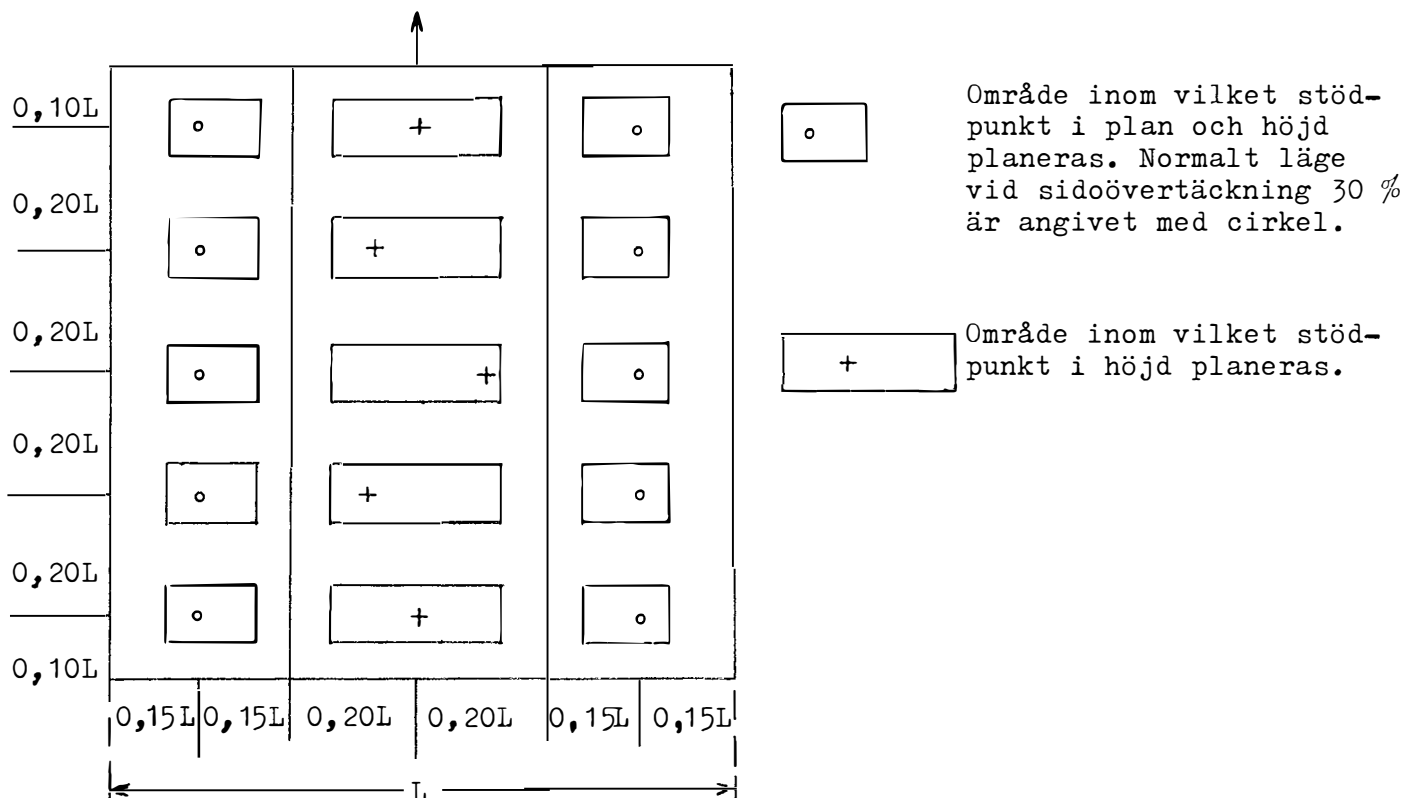 0,10L
0,20L
0,20L
0,20L
0,20L
0,10L
0,15L 0,15L 0,20L 0,20L 0,15L 0,15L
L
Område inom vilket stöd-
punkt i plan och höjd
planeras. Normalt läge
vid sidoövertäckning 30 %
är angivet med cirkel.
Område inom vilket stöd-
punkt i höjd planeras.